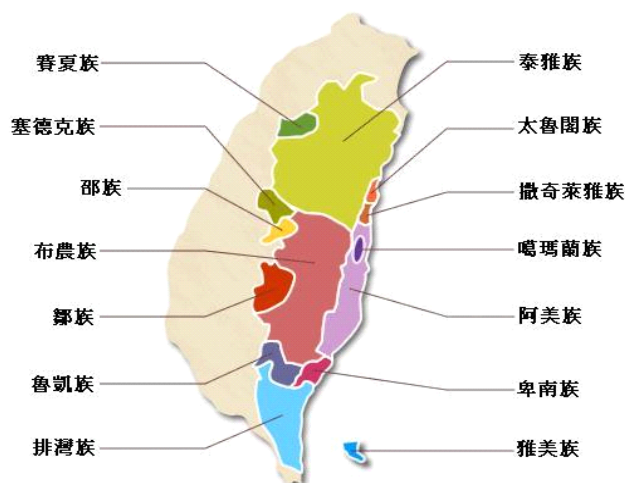 賽夏族
塞德克族
邵族
布農族
鄒族
魯凱族
排灣族
泰雅族
太魯閣族
撒奇萊雅族
噶瑪蘭族
阿美族
卑南族
雅美族